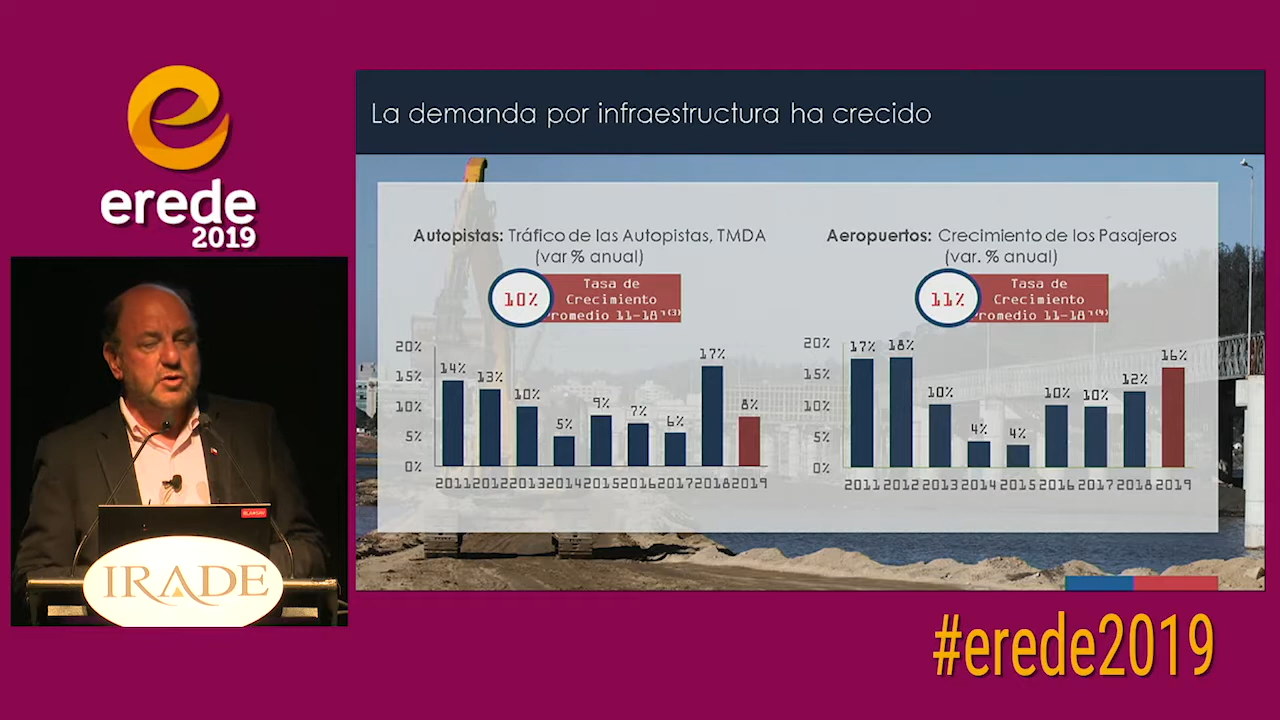 erede
2019
La demanda por infraestructura ha crecido
Autopistas: Tráfico de las Autopistas, TMDA
(var % anual)
10%
Tasa de
Crecimiento
Promedio 11-18
(3)
20%
15%
10%
5%
0%
14%
13%
10%
5%
9%
7%
6%
17%
8%
2011 2012 2013 2014 2015 2016 2017 2018 2019
Aeropuertos: Crecimiento de los Pasajeros
(var. % anual)
11%
Tasa de
Crecimiento
Promedio 11-18
(4)
20%
15%
10%
5%
0%
17%
18%
10%
4%
4%
10%
10%
12%
16%
2011 2012 2013 2014 2015 2016 2017 2018 2019
IRADE
#erede2019